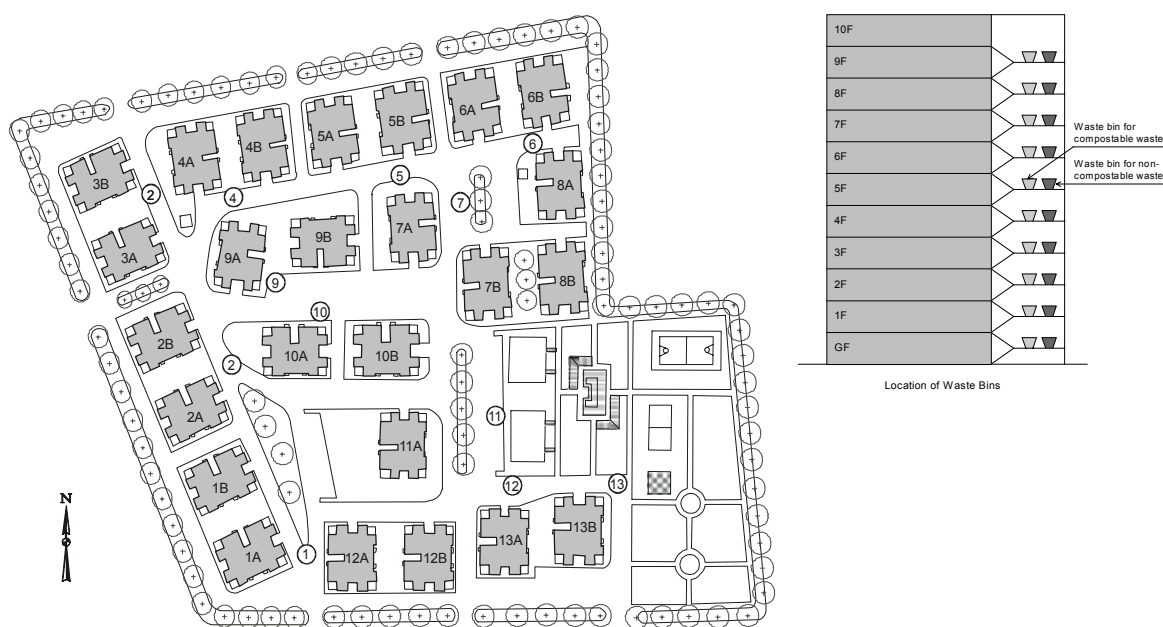 6B
6A
5B
5A
4B
4A
6
3B
5
8A
2
4
7
7A
9B
3A
9A
8B
7B
9
10
2B
10A
10B
2
2A
11
11A
1B
12
13
N
13B
13A
1A
1
12A
12B
10F
9F
8F
7F
6F
5F
4F
3F
2F
1F
GF
Waste bin for
compostable waste
Waste bin for non-
compostable waste
Location of Waste Bins